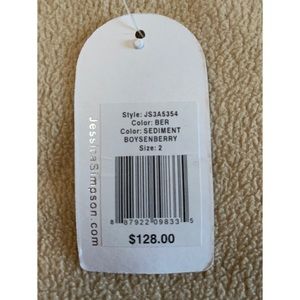 JessicaSimpson.com
Style: JS3A5354
Color: BER
Color: SEDIMENT
BOYSENBERRY
Size: 2
8 87922 09833 5
$128.00